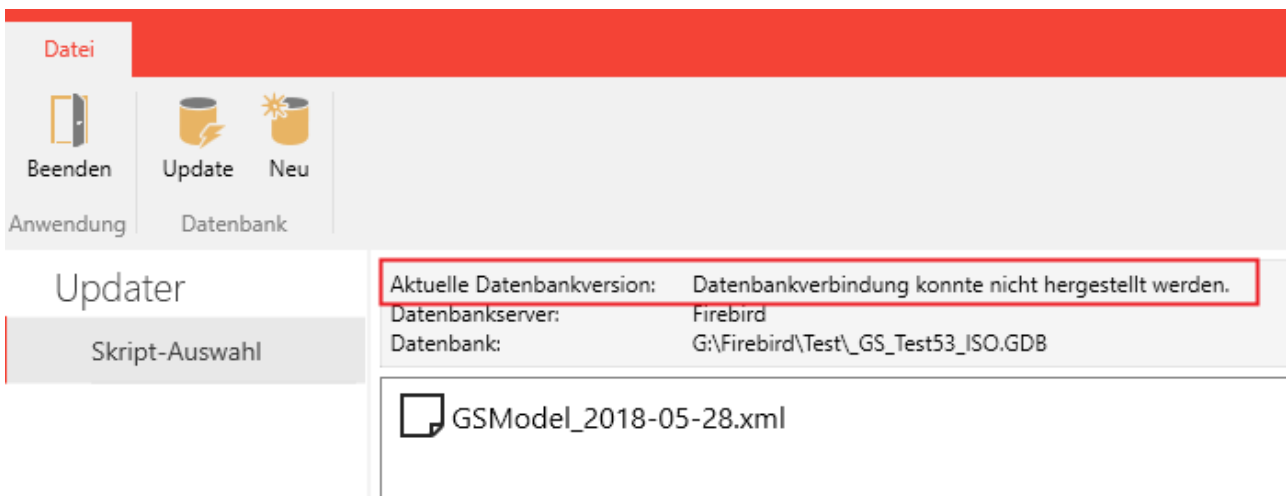 Datei
Beenden
Update
Neu
Anwendung
Datenbank
Updater
Skript-Auswahl
Aktuelle Datenbankversion: Datenbankverbindung konnte nicht hergestellt werden.
Datenbankserver: Firebird
Datenbank: G:\Firebird\Test\_GS_Test53_ISO.GDB
GSModel_2018-05-28.xml